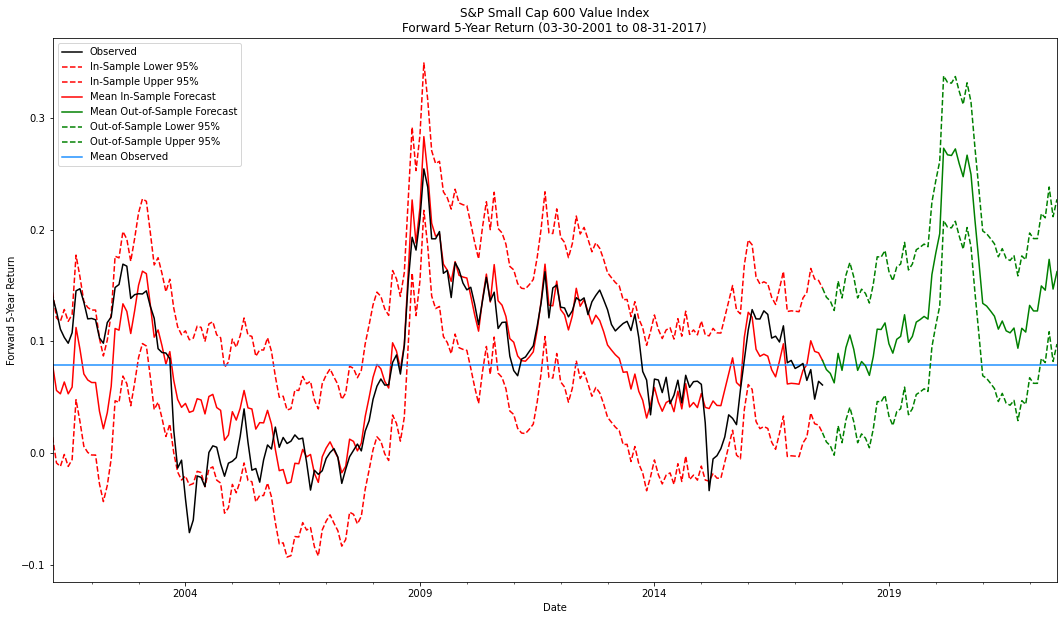 S&P Small Cap 600 Value Index
Forward 5-Year Return (03-30-2001 to 08-31-2017)
Observed
In-Sample Lower 95%
In-Sample Upper 95%
Mean In-Sample Forecast
Mean Out-of-Sample Forecast
Out-of-Sample Lower 95%
Out-of-Sample Upper 95%
Mean Observed
Forward 5-Year Return
0.3
0.2
0.1
0.0
−0.1
2004
2009
2014
2019
Date